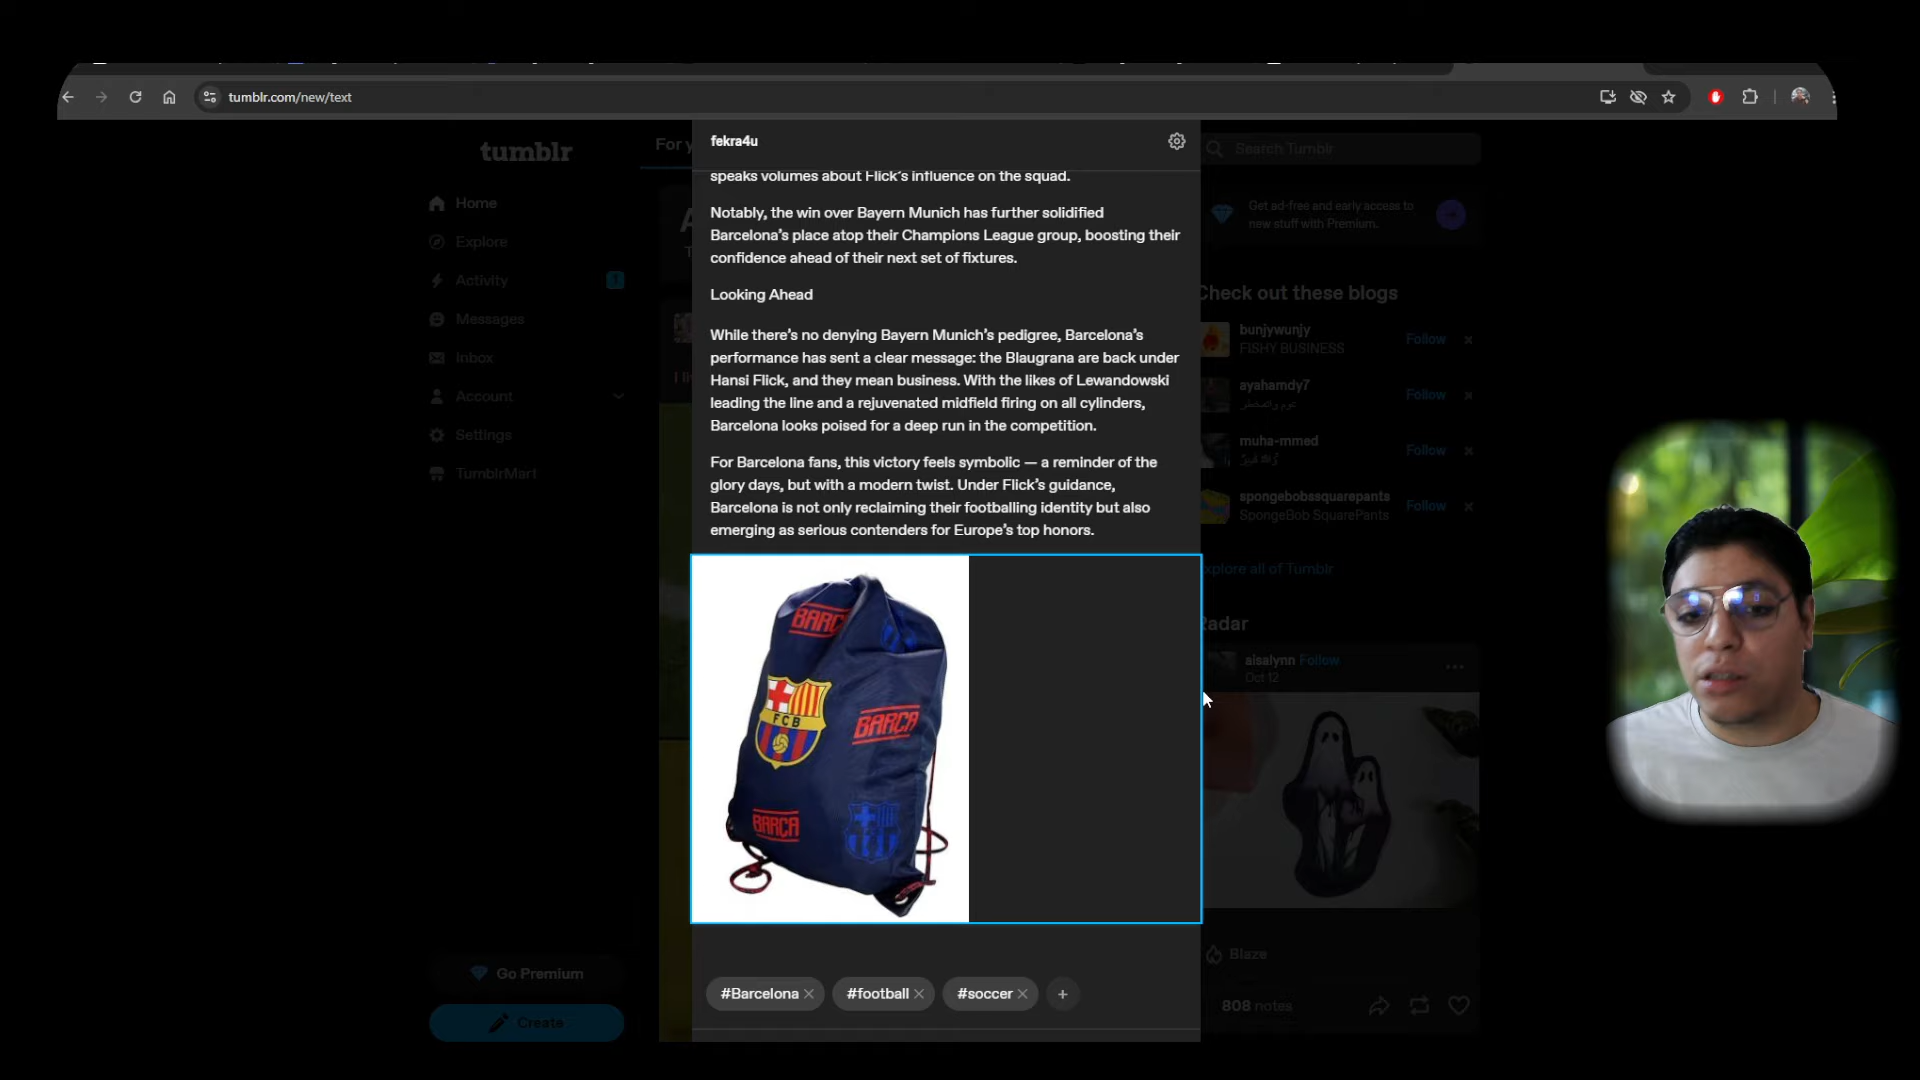 tumblr.com/new/text
tumblr
For y
fekra4u
Search Tumblr
Home
Explore
Activity
1
Messages
Inbox
Account
Settings
TumblrMart
Go Premium
Create
speaks volumes about Flick's influence on the squad.
Notably, the win over Bayern Munich has further solidified
Barcelona's place atop their Champions League group, boosting their
confidence ahead of their next set of fixtures.
Looking Ahead
While there's no denying Bayern Munich's pedigree, Barcelona's
performance has sent a clear message: the Blaugrana are back under
Hansi Flick, and they mean business. With the likes of Lewandowski
leading the line and a rejuvenated midfield firing on all cylinders,
Barcelona looks poised for a deep run in the competition.
For Barcelona fans, this victory feels symbolic — a reminder of the
glory days, but with a modern twist. Under Flick's guidance,
Barcelona is not only reclaiming their footballing identity but also
emerging as serious contenders for Europe's top honors.
BARC
FCB
BARCA
BARCA
#Barcelona
#football
#soccer
+
Get ad-free and early access to
new stuff with Premium.
Check out these blogs
bunjywunjy Follow
FISHY BUSINESS
ayahamdy7 Follow
muha-mmed Follow
spongebobssquarepants Follow
SpongeBob SquarePants
xplore all of Tumblr
Radar
aisalynn Follow
Oct 12
Blaze
808 notes